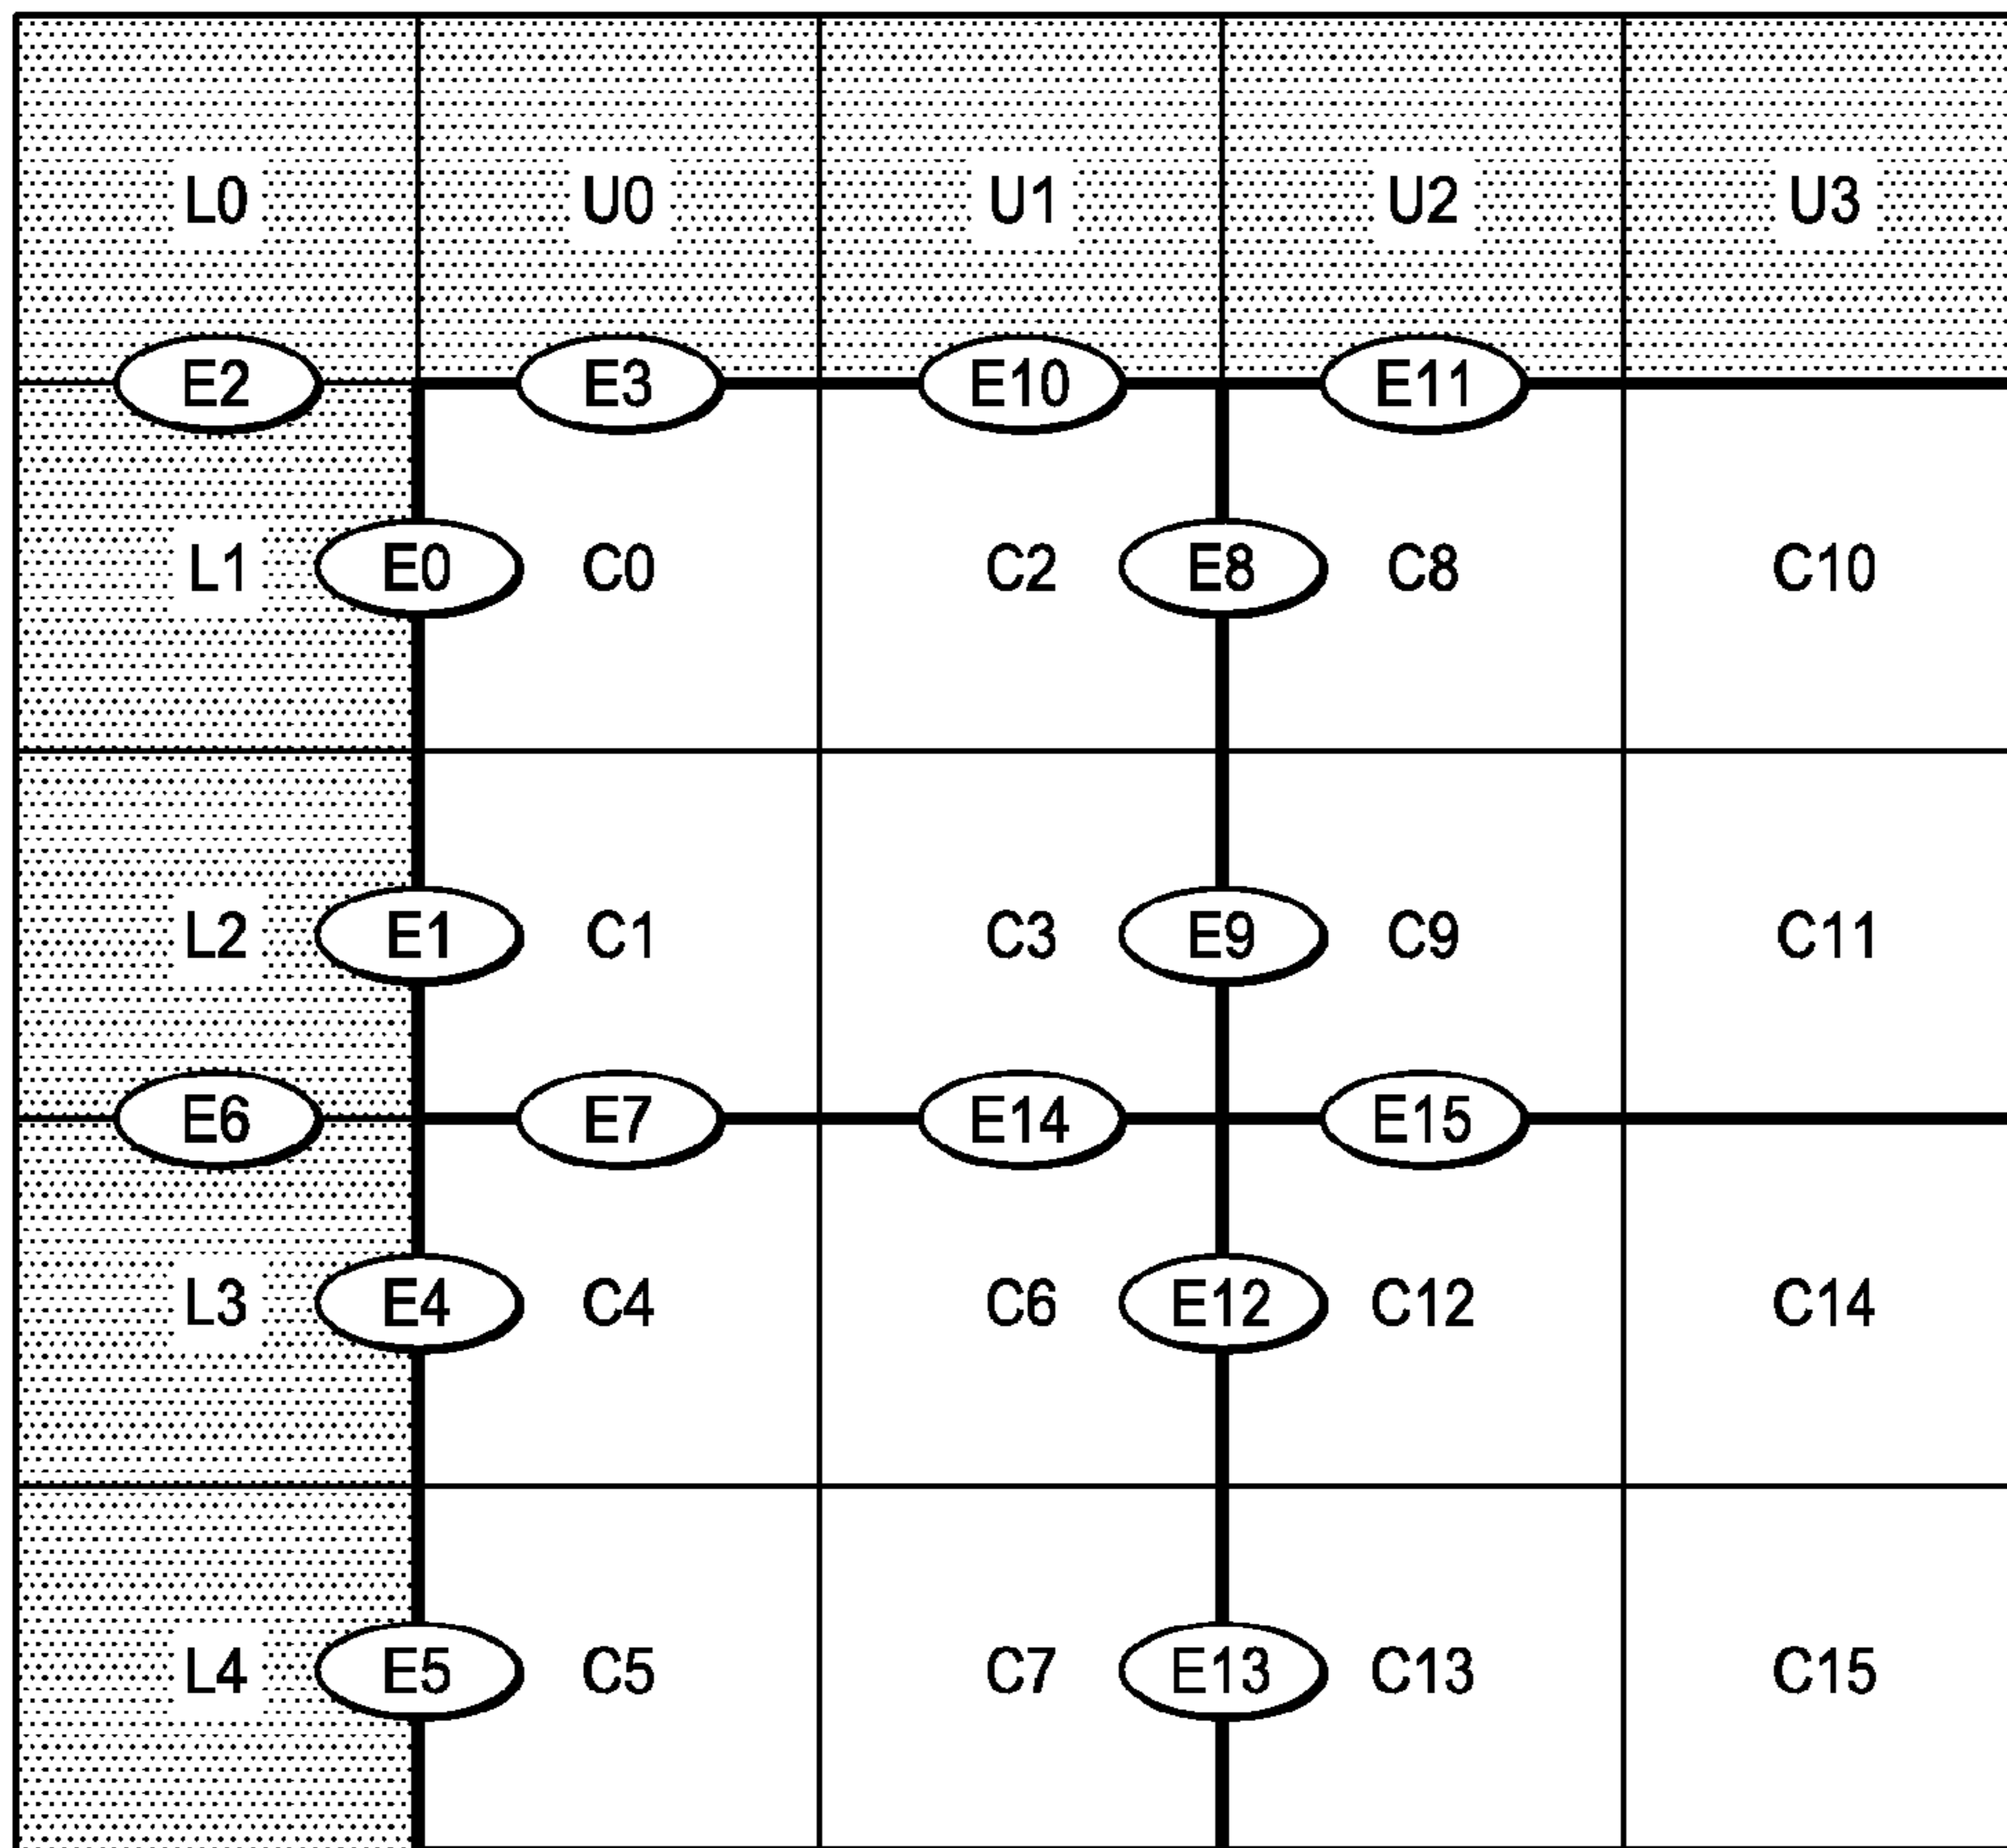 L0 U0 U1 U2 U3
E2 E3 E10 E11
L1 E0 C0 C2 E8 C8 C10
L2 E1 C1 C3 E9 C9 C11
E6 E7 E14 E15
L3 E4 C4 C6 E12 C12 C14
L4 E5 C5 C7 E13 C13 C15